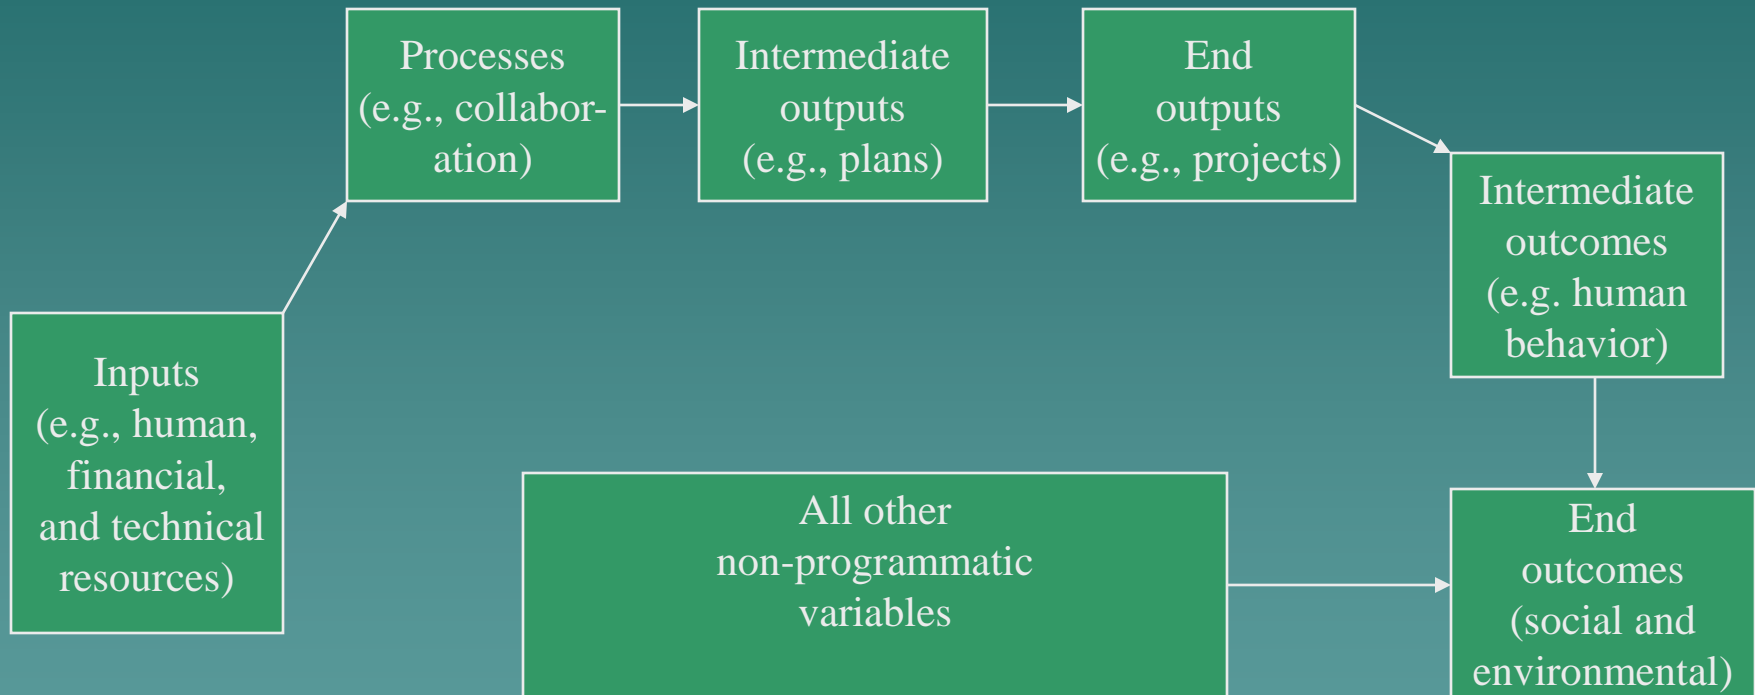 Processes
(e.g., collabor-
ation)
Intermediate
outputs
(e.g., plans)
End
outputs
(e.g., projects)
Intermediate
outcomes
(e.g. human
behavior)
Inputs
(e.g., human,
financial,
and technical
resources)
All other
non-programmatic
variables
End
outcomes
(social and
environmental)